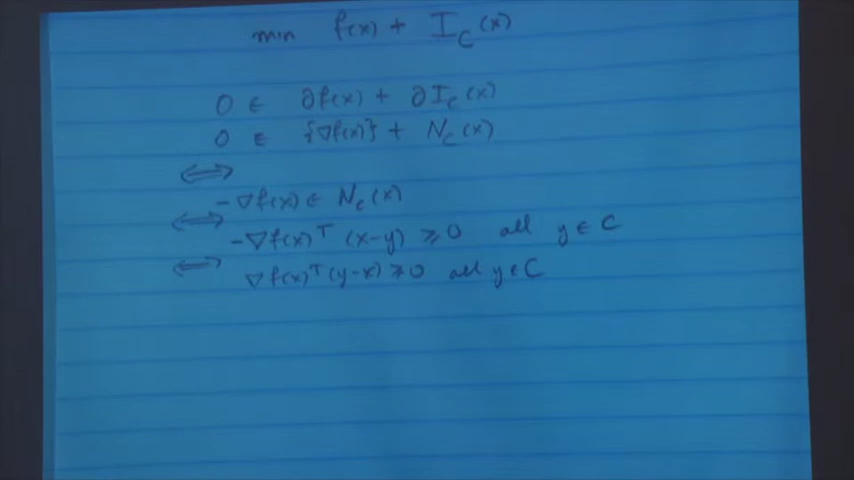 min f(x) + I_C(x)
0 ∈ ∂f(x) + ∂I_C(x)
0 ∈ {∇f(x)} + N_C(x)
⟺
-∇f(x) ∈ N_C(x)
⟺ -∇f(x)^T (x-y) ≥ 0 all y ∈ C
⟺ ∇f(x)^T (y-x) ≥ 0 all y ∈ C